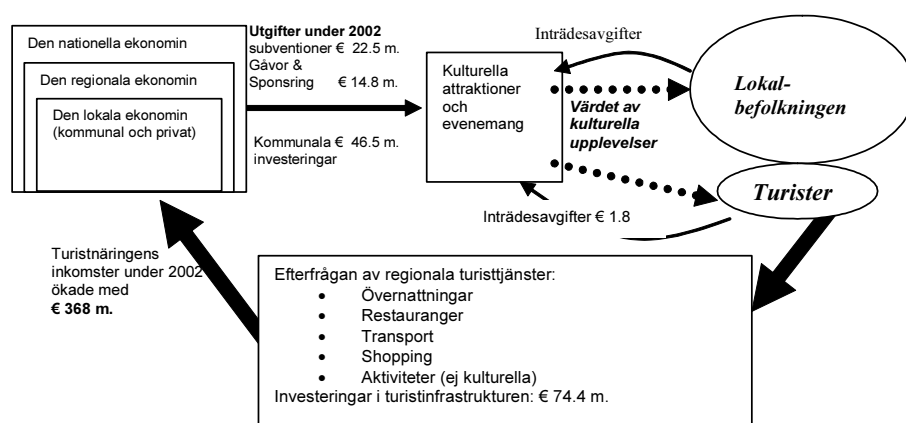 Den nationella ekonomin
Den regionala ekonomin
Den lokala ekonomin
(kommunal och privat)
Utgifter under 2002
subventioner € 22.5 m.
Gåvor &
Sponsring € 14.8 m.
Kommunala € 46.5 m.
investeringar
Kulturella
attraktioner
och
evenemang
Inträdesavgifter
Värdet av
kulturella
upplevelser
Lokal-
befolkningen
Turister
Inträdesavgifter € 1.8
Turistnäringens
inkomster under 2002
ökade med
€ 368 m.
Efterfrågan av regionala turisttjänster:
• Övernattningar
• Restauranger
• Transport
• Shopping
• Aktiviteter (ej kulturella)
Investeringar i turistinfrastrukturen: € 74.4 m.